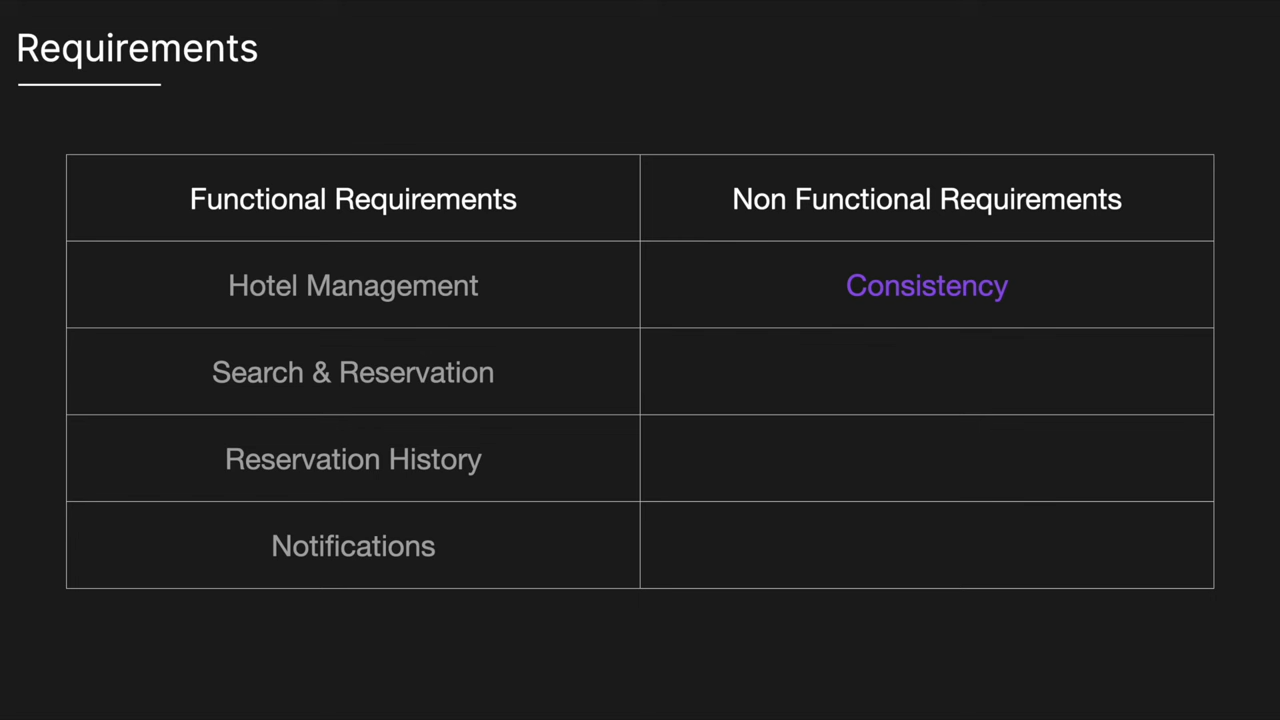 Requirements
Functional Requirements
Non Functional Requirements
Hotel Management
Consistency
Search & Reservation
Reservation History
Notifications